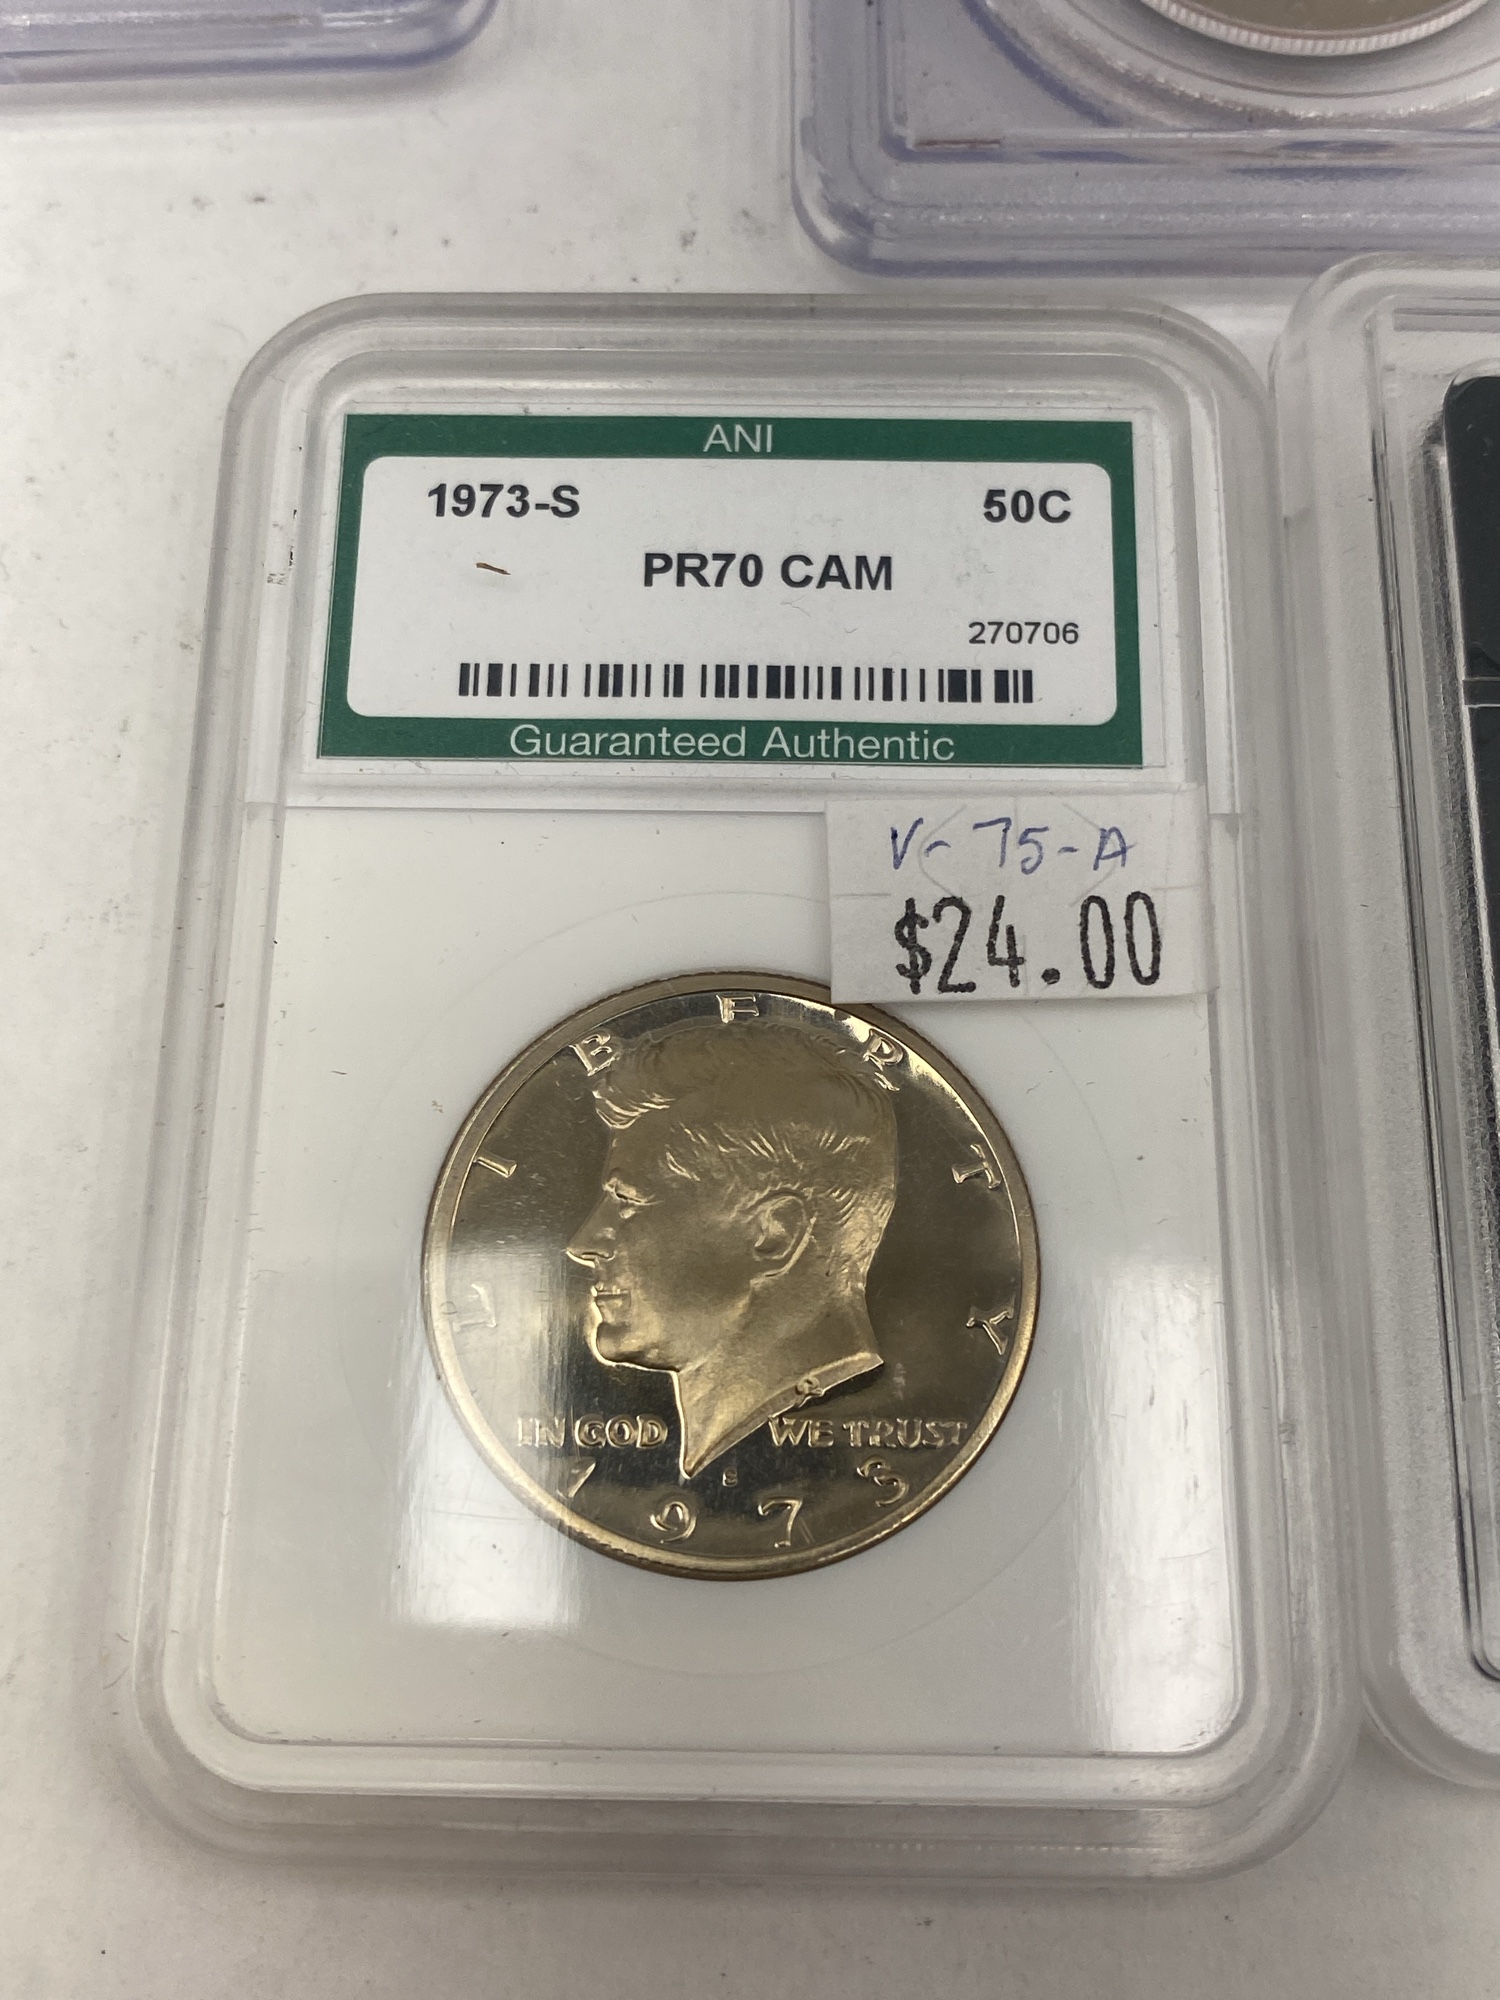 ANI
1973-S 50C
PR70 CAM
270706
Guaranteed Authentic
V-75-A
$24.00
LIBERTY
IN GOD WE TRUST
S
1973